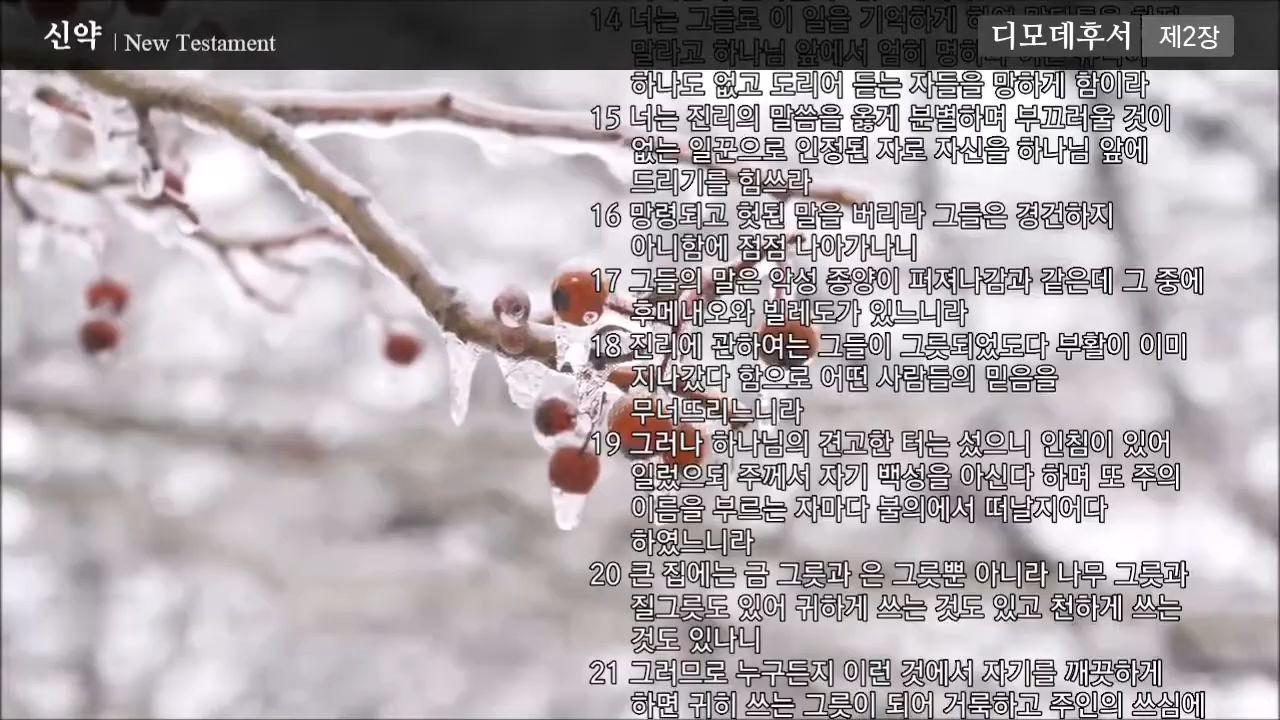 신약 | New Testament
디모데후서 제2장
14 너는 그들로 이 일을 기억하게 하여
말라고 하나님 앞에서 엄히 명하
하나도 없고 도리어 듣는 자들을 망하게 함이라
15 너는 진리의 말씀을 옳게 분별하며 부끄러울 것이
없는 일꾼으로 인정된 자로 자신을 하나님 앞에
드리기를 힘쓰라
16 망령되고 헛된 말을 버리라 그들은 경건하지
아니함에 점점 나아가나니
17 그들의 말은 악성 종양이 퍼져나감과 같은데 그 중에
후메내오와 빌레도가 있느니라
18 진리에 관하여는 그들이 그릇되었도다 부활이 이미
지나갔다 함으로 어떤 사람들의 믿음을
무너뜨리느니라
19 그러나 하나님의 견고한 터는 섰으니 인침이 있어
일렀으되 주께서 자기 백성을 아신다 하며 또 주의
이름을 부르는 자마다 불의에서 떠날지어다
하였느니라
20 큰 집에는 금 그릇과 은 그릇뿐 아니라 나무 그릇과
질그릇도 있어 귀하게 쓰는 것도 있고 천하게 쓰는
것도 있나니
21 그러므로 누구든지 이런 것에서 자기를 깨끗하게
하면 귀히 쓰는 그릇이 되어 거룩하고 주인의 쓰심에